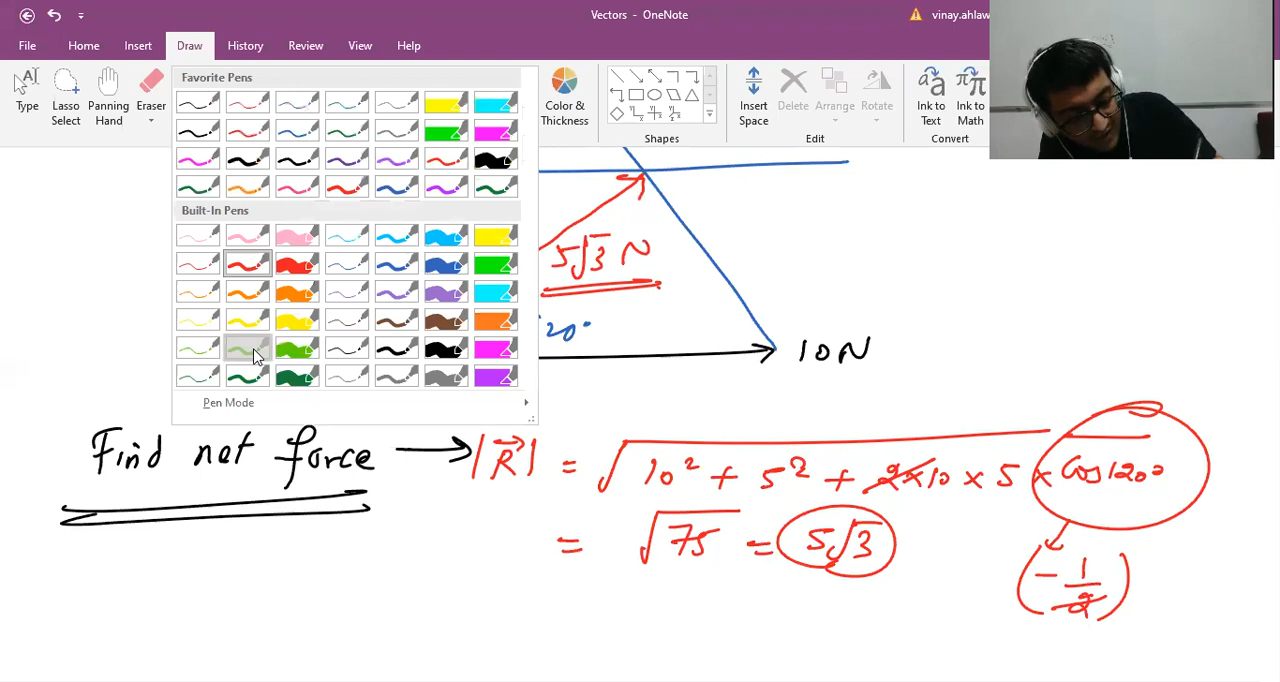 Vectors - OneNote
vinay.ahlaw
File Home Insert Draw History Review View Help
Type
Lasso Select
Panning Hand
Eraser
Favorite Pens
Built-In Pens
Pen Mode
Color & Thickness
Shapes
Insert Space
Delete
Arrange
Rotate
Edit
Ink to Text
Ink to Math
Convert
5√3 N
20°
10N
Find net force → |R⃗| = √10² + 5² + 2×10 × 5 × Cos120°
= √75 = 5√3
(-1/2)